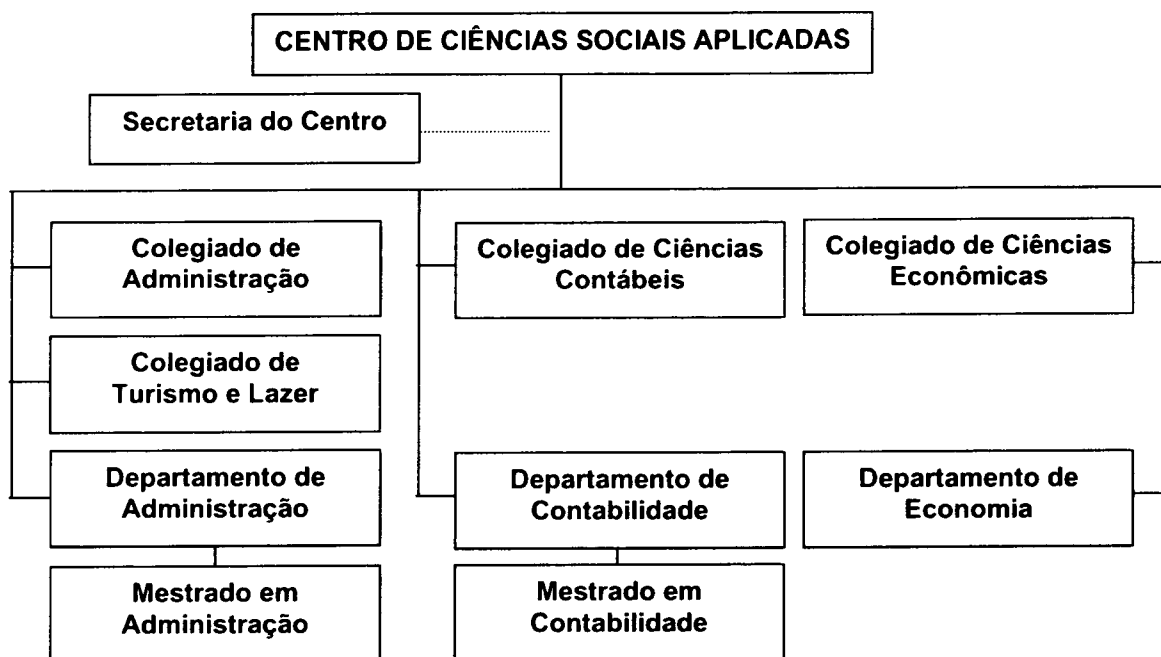 CENTRO DE CIÊNCIAS SOCIAIS APLICADAS
Secretaria do Centro
Colegiado de
Administração
Colegiado de Ciências
Contábeis
Colegiado de Ciências
Econômicas
Colegiado de
Turismo e Lazer
Departamento de
Administração
Departamento de
Contabilidade
Departamento de
Economia
Mestrado em
Administração
Mestrado em
Contabilidade